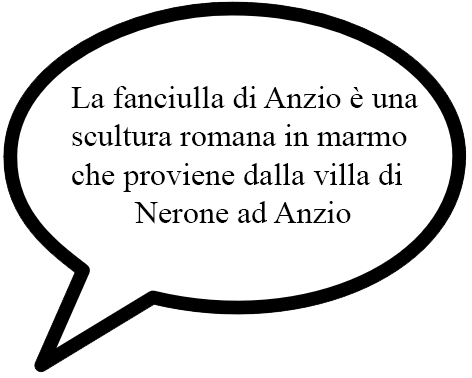 La fanciulla di Anzio è una
scultura romana in marmo
che proviene dalla villa di
Nerone ad Anzio